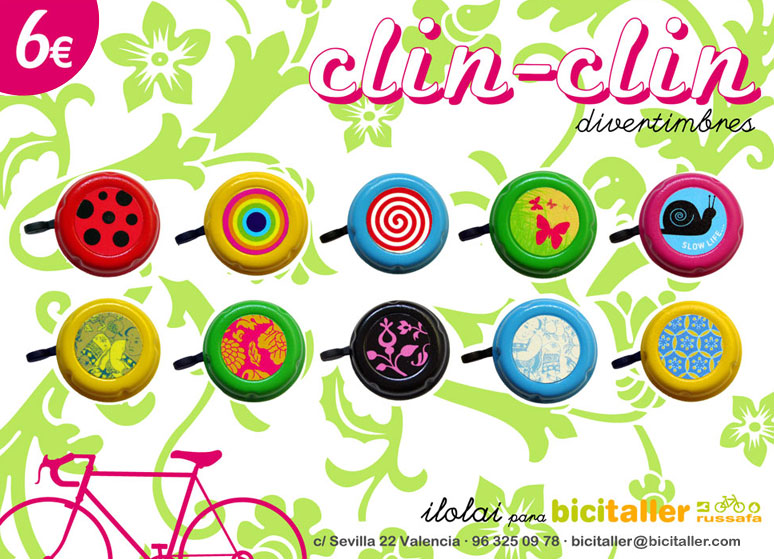 6€
clin-clin
divertimbres
SLOW LIFE
ilolai para bicitaller russafa
c/ Sevilla 22 Valencia · 96 325 09 78 · bicitaller@bicitaller.com